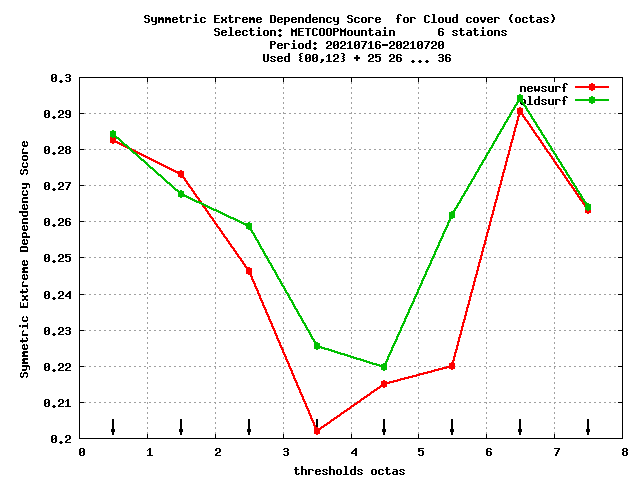 Symmetric Extreme Dependency Score  for Cloud cover (octas)
Selection: METCOOPMountain      6 stations
Period: 20210716-20210720
Used {00,12} + 25 26 ... 36
newsurf
oldsurf
Symmetric Extreme Dependency Score
0,3
0,29
0,28
0,27
0,26
0,25
0,24
0,23
0,22
0,21
0,2
0 1 2 3 4 5 6 7 8
thresholds octas